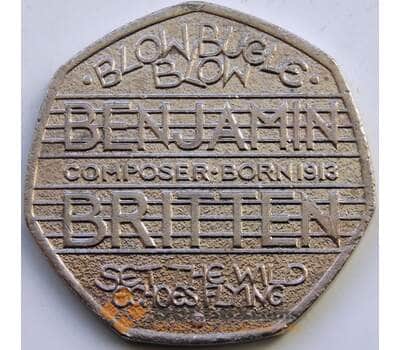 ·BLOW BUGLE·
BLOW
BENJAMIN
COMPOSER·BORN 1913
BRITTEN
SET THE WILD
ECHOES FLYING